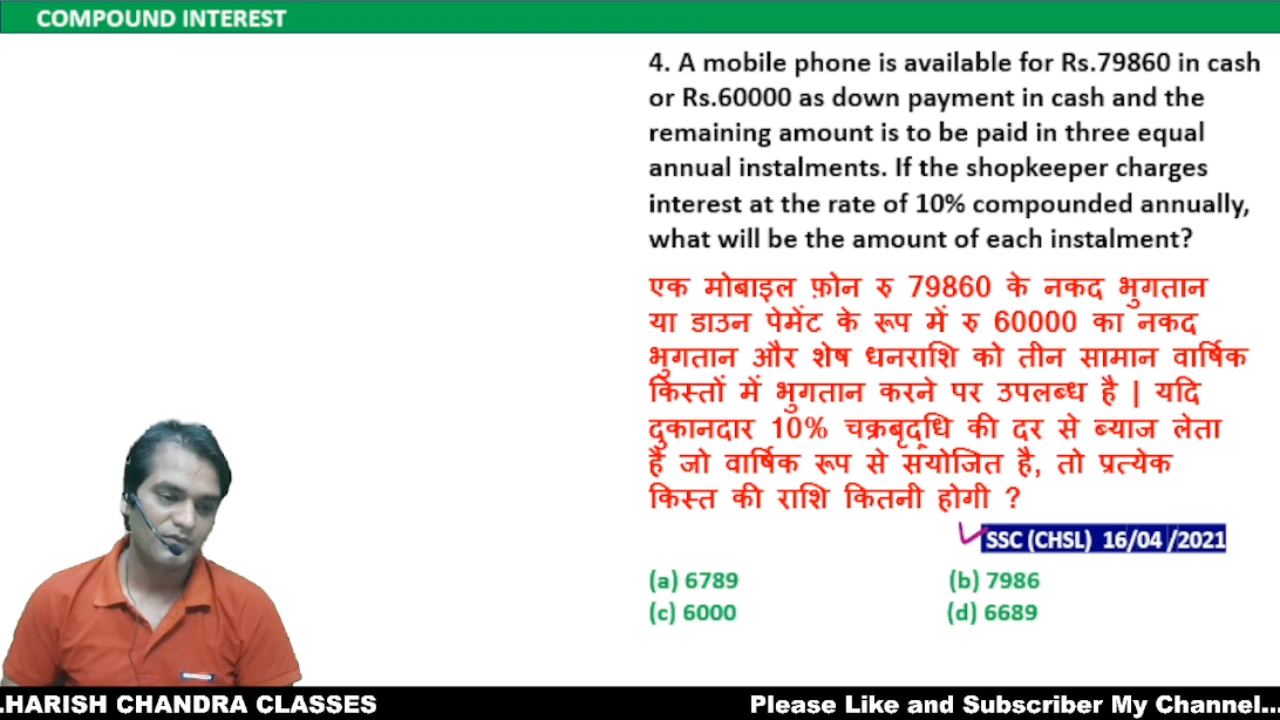 COMPOUND INTEREST
4. A mobile phone is available for Rs.79860 in cash
or Rs.60000 as down payment in cash and the
remaining amount is to be paid in three equal
annual instalments. If the shopkeeper charges
interest at the rate of 10% compounded annually,
what will be the amount of each instalment?
एक मोबाइल फ़ोन रु 79860 के नकद भुगतान
या डाउन पेमेंट के रूप में रु 60000 का नकद
भुगतान और शेष धनराशि को तीन सामान वार्षिक
किस्तों में भुगतान करने पर उपलब्ध है | यदि
दुकानदार 10% चक्रबृद्धि की दर से ब्याज लेता
है जो वार्षिक रूप से संयोजित है, तो प्रत्येक
किस्त की राशि कितनी होगी ?
SSC (CHSL) 16/04 /2021
(a) 6789 (b) 7986
(c) 6000 (d) 6689
.HARISH CHANDRA CLASSES Please Like and Subscriber My Channel...